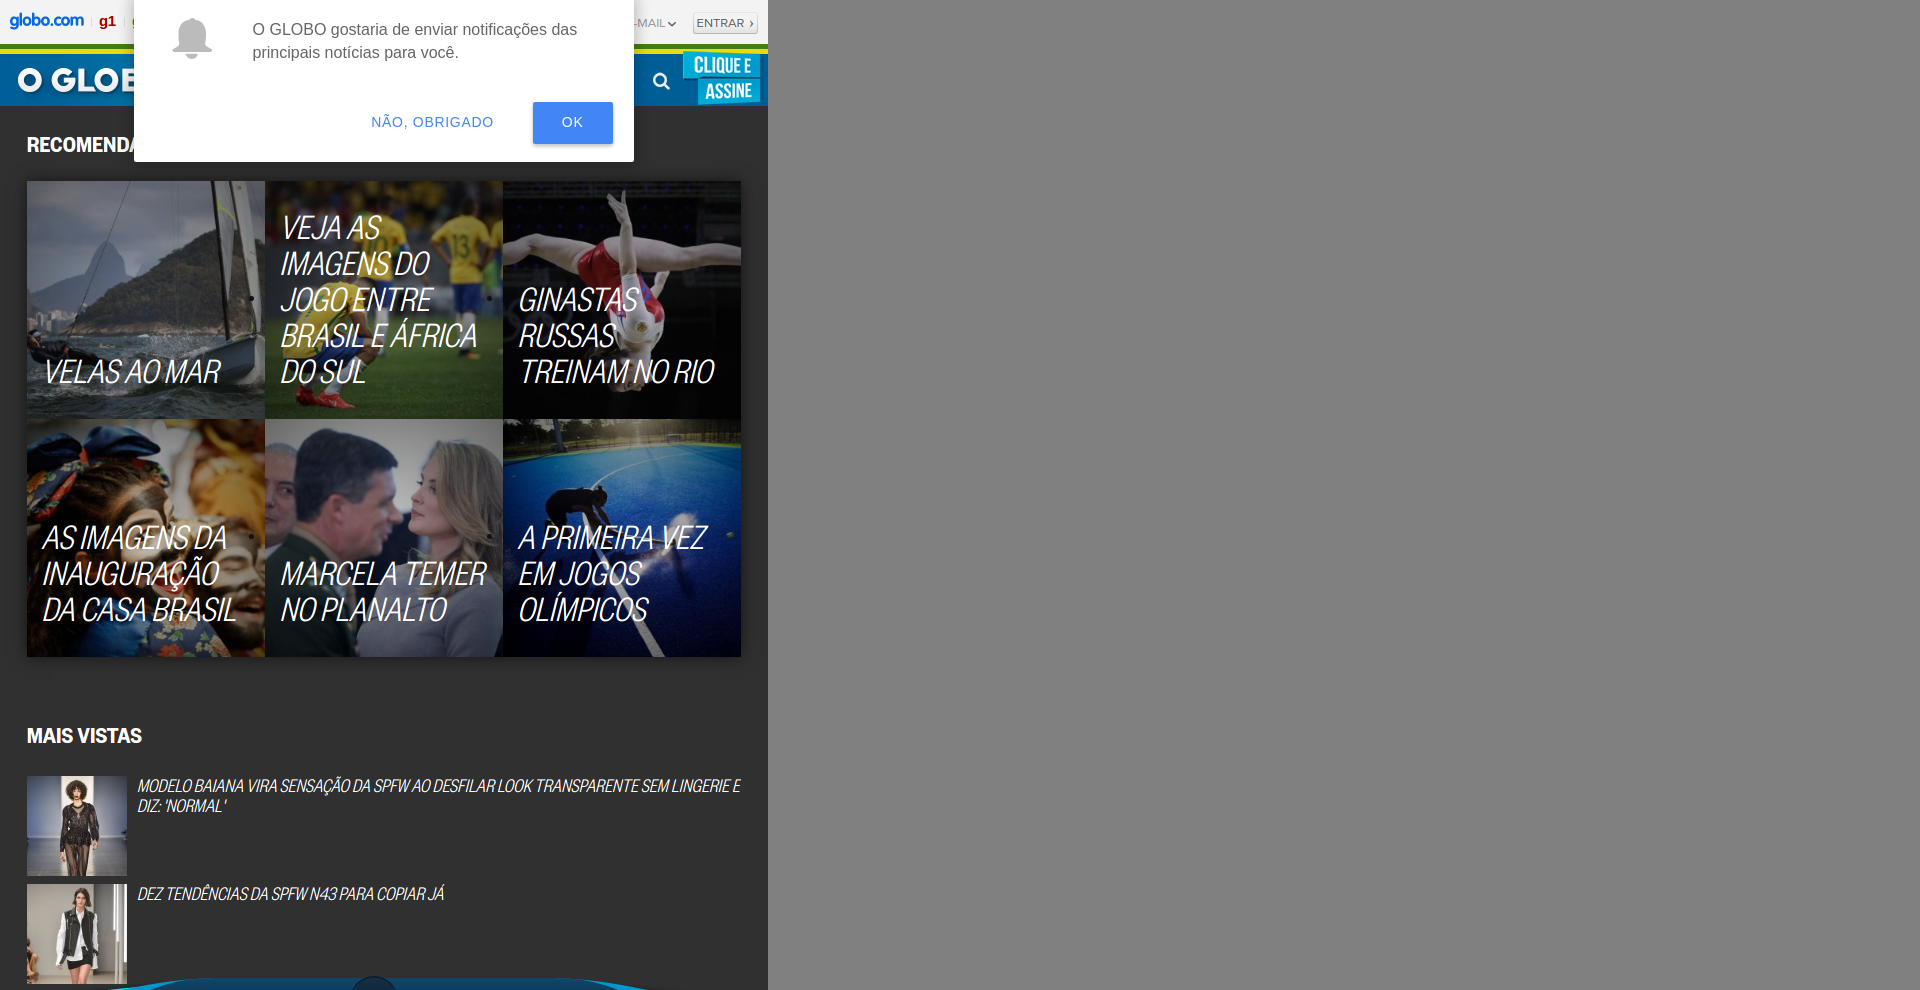 globo.com
g1
O GLOBO gostaria de enviar notificações das
principais notícias para você.
NÃO, OBRIGADO
OK
-MAIL
ENTRAR ›
O GLOB
CLIQUE E
ASSINE
RECOMENDA
VELAS AO MAR
VEJA AS
IMAGENS DO
JOGO ENTRE
BRASIL E ÁFRICA
DO SUL
GINASTAS
RUSSAS
TREINAM NO RIO
AS IMAGENS DA
INAUGURAÇÃO
DA CASA BRASIL
MARCELA TEMER
NO PLANALTO
A PRIMEIRA VEZ
EM JOGOS
OLÍMPICOS
MAIS VISTAS
MODELO BAIANA VIRA SENSAÇÃO DA SPFW AO DESFILAR LOOK TRANSPARENTE SEM LINGERIE E
DIZ: 'NORMAL'
DEZ TENDÊNCIAS DA SPFW N43 PARA COPIAR JÁ